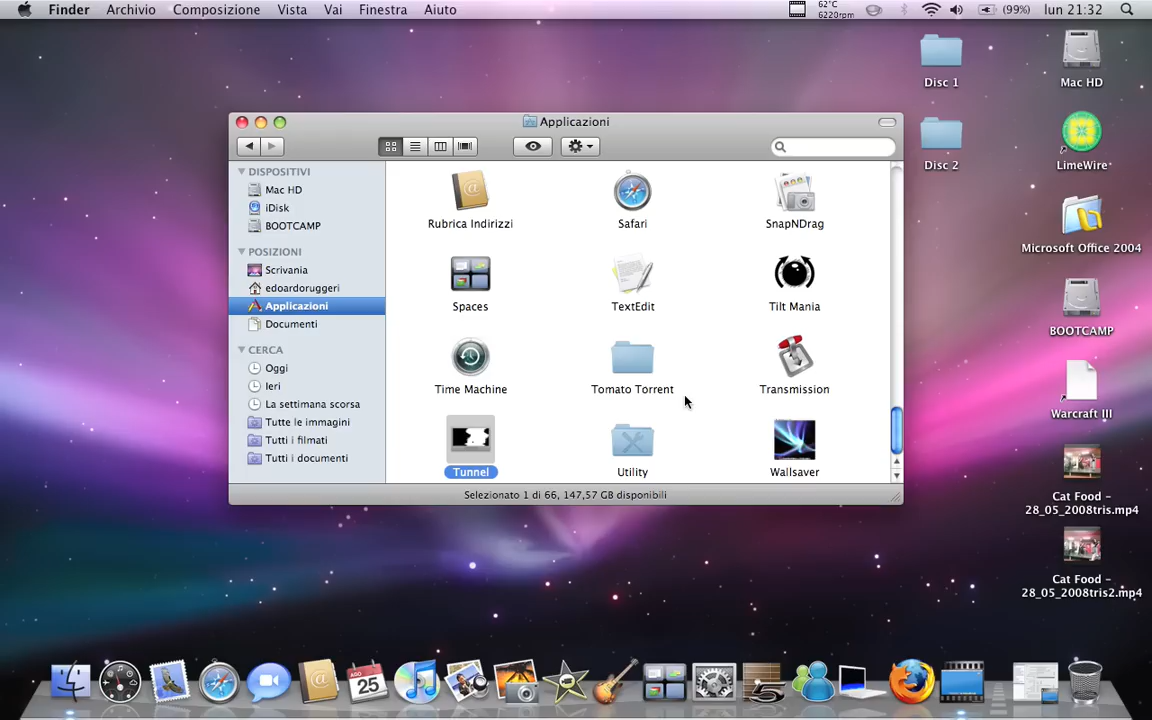 Finder Archivio Composizione Vista Vai Finestra Aiuto
62°C
6220rpm
(99%) lun 21:32
Applicazioni
DISPOSITIVI
Mac HD
iDisk
BOOTCAMP
POSIZIONI
Scrivania
edoardoruggeri
Applicazioni
Documenti
CERCA
Oggi
Ieri
La settimana scorsa
Tutte le immagini
Tutti i filmati
Tutti i documenti
Rubrica Indirizzi Safari SnapNDrag
Spaces TextEdit Tilt Mania
Time Machine Tomato Torrent Transmission
Tunnel Utility Wallsaver
Selezionato 1 di 66, 147,57 GB disponibili
Disc 1 Mac HD
Disc 2 LimeWire
Microsoft Office 2004
BOOTCAMP
Warcraft III
Cat Food -
28_05_2008tris.mp4
Cat Food -
28_05_2008tris2.mp4
AGO
25